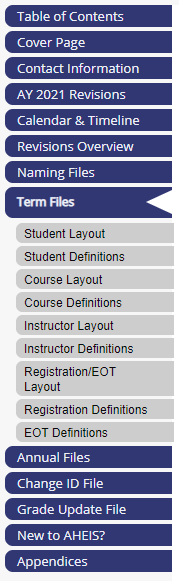 Table of Contents
Cover Page
Contact Information
AY 2021 Revisions
Calendar & Timeline
Revisions Overview
Naming Files
Term Files
Student Layout
Student Definitions
Course Layout
Course Definitions
Instructor Layout
Instructor Definitions
Registration/EOT
Layout
Registration Definitions
EOT Definitions
Annual Files
Change ID File
Grade Update File
New to AHEIS?
Appendices